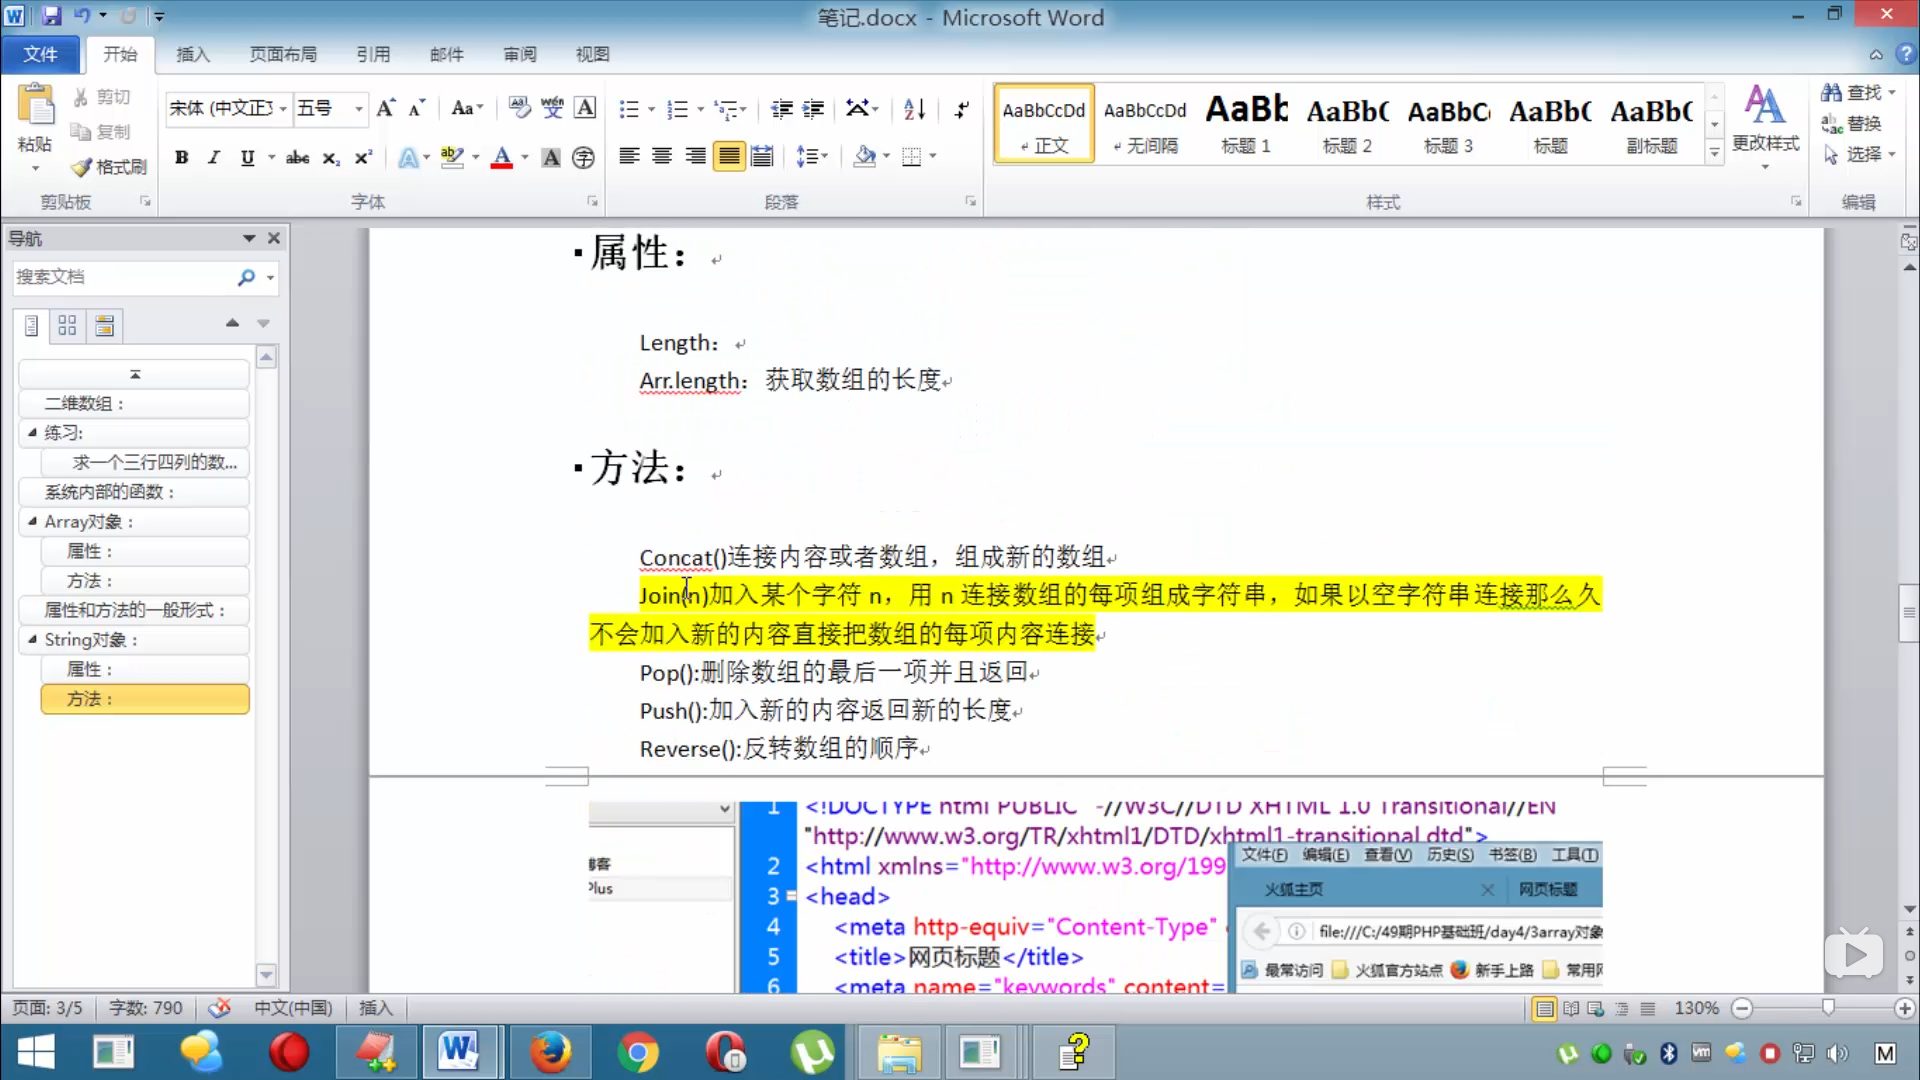 笔记.docx - Microsoft Word
文件 开始 插入 页面布局 引用 邮件 审阅 视图
粘贴 剪切 复制 格式刷
宋体 (中文正文 五号
AaBbCcDd AaBbCcDd AaBb AaBb( AaBbC AaBb( AaBb(
正文 无间隔 标题 1 标题 2 标题 3 标题 副标题
更改样式
查找
替换
选择
剪贴板 字体 段落 样式 编辑
导航
搜索文档
二维数组：
练习:
求一个三行四列的数...
系统内部的函数：
Array对象：
属性：
方法：
属性和方法的一般形式：
String对象：
属性：
方法：
属性：
Length：
Arr.length：获取数组的长度
方法：
Concat()连接内容或者数组，组成新的数组
Join(n)加入某个字符 n，用 n 连接数组的每项组成字符串，如果以空字符串连接那么久
不会加入新的内容直接把数组的每项内容连接
Pop():删除数组的最后一项并且返回
Push():加入新的内容返回新的长度
Reverse():反转数组的顺序
博客
Plus
1 <!DOCTYPE html PUBLIC "-//W3C//DTD XHTML 1.0 Transitional//EN
"http://www.w3.org/TR/xhtml1/DTD/xhtml1-transitional.dtd">
2 <html xmlns="http://www.w3.org/199
3 <head>
4 <meta http-equiv="Content-Type"
5 <title>网页标题</title>
6 <meta name="keywords" content=
文件(F) 编辑(E) 查看(V) 历史(S) 书签(B) 工具(T)
火狐主页 网页标题
file:///C:/49期PHP基础班/day4/3array对象
最常访问 火狐官方站点 新手上路 常用网
页面: 3/5 字数: 790 中文(中国) 插入 130%